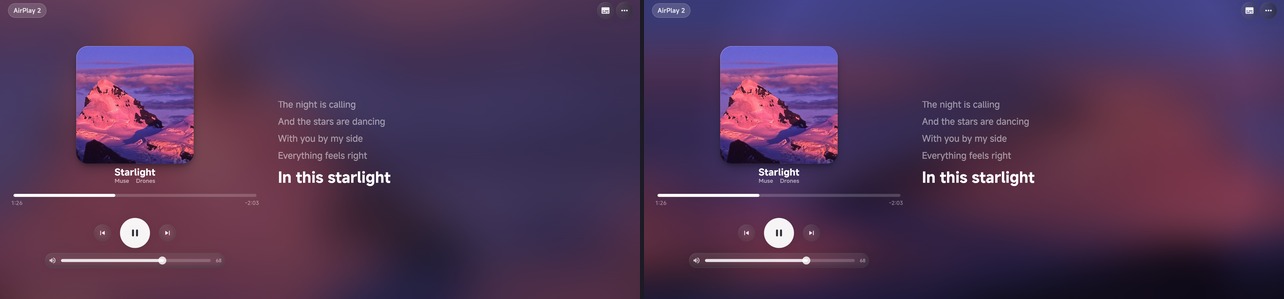 AirPlay 2
Starlight
Muse Drones
1:26
-2:03
68
The night is calling
And the stars are dancing
With you by my side
Everything feels right
In this starlight
AirPlay 2
Starlight
Muse Drones
1:26
-2:03
68
The night is calling
And the stars are dancing
With you by my side
Everything feels right
In this starlight